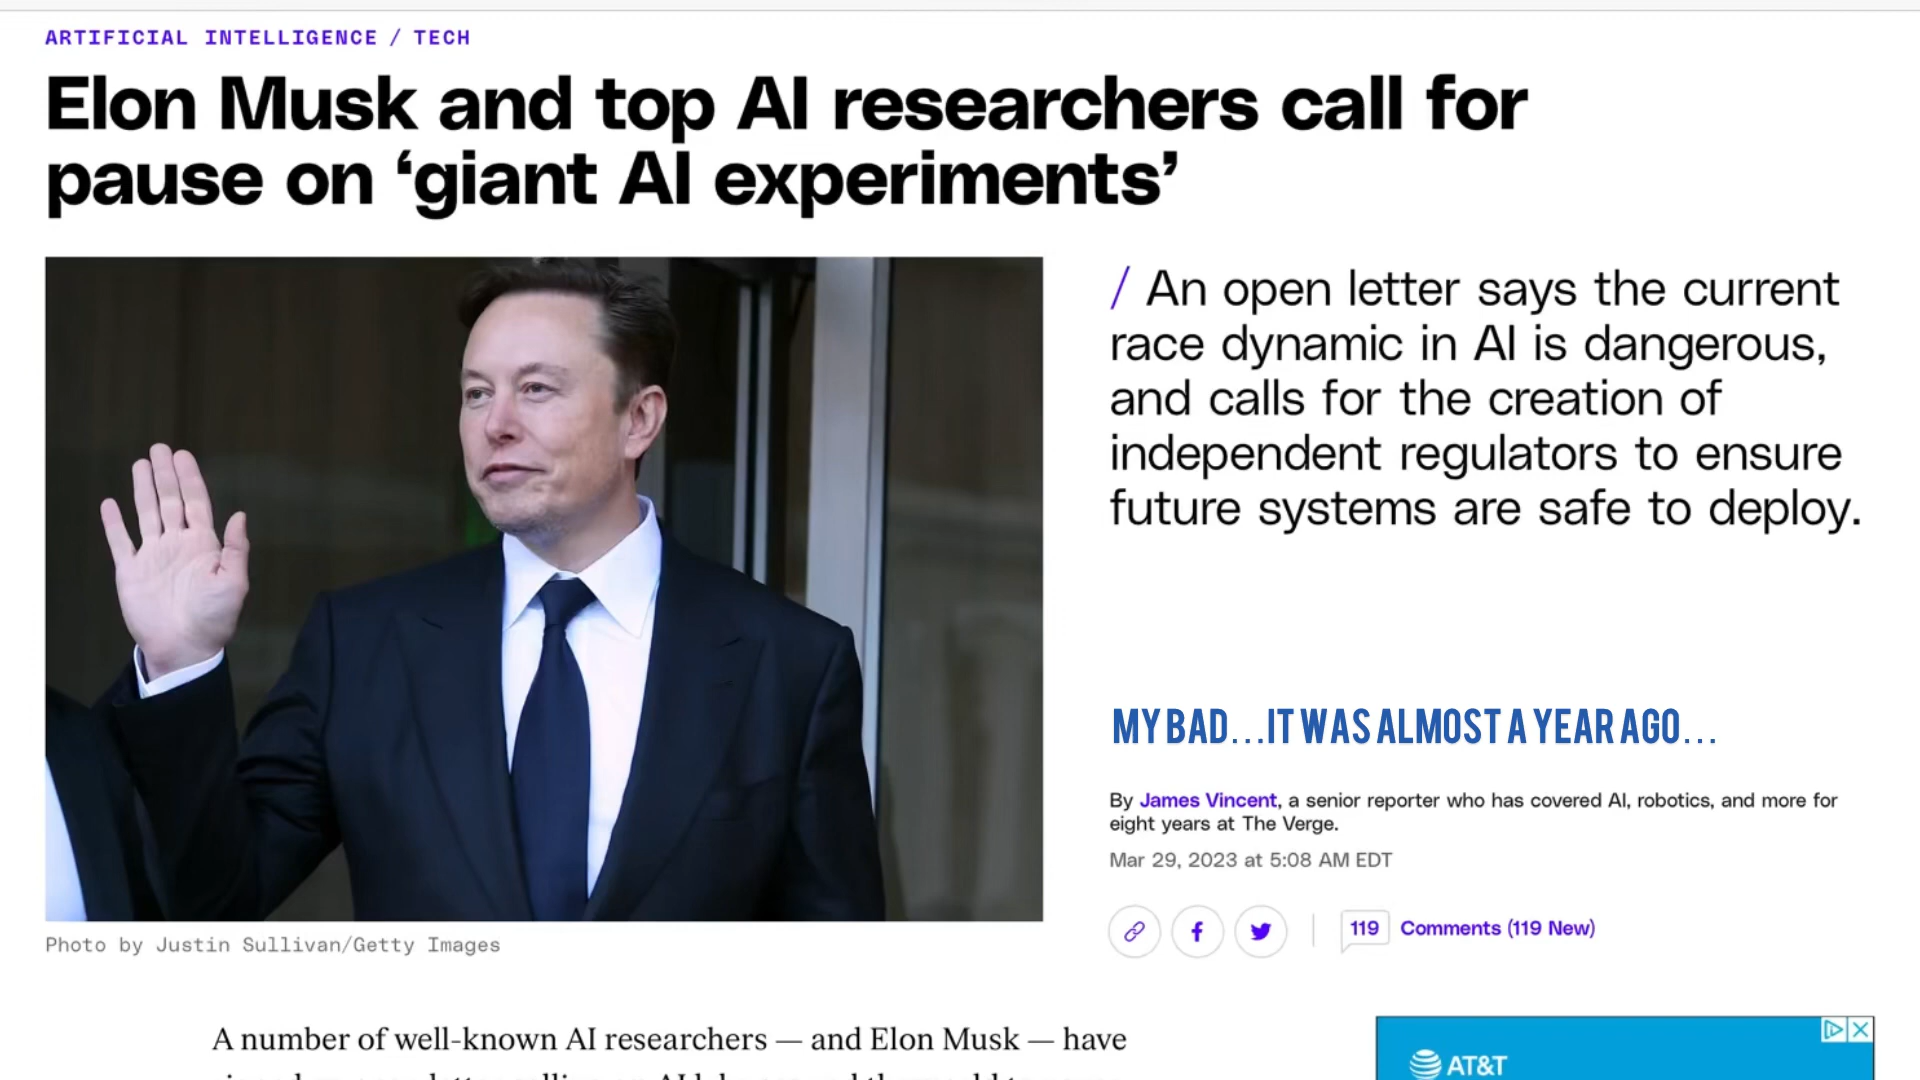 ARTIFICIAL INTELLIGENCE / TECH
Elon Musk and top AI researchers call for
pause on ‘giant AI experiments’
/ An open letter says the current
race dynamic in AI is dangerous,
and calls for the creation of
independent regulators to ensure
future systems are safe to deploy.
MY BAD...IT WAS ALMOST A YEAR AGO...
By James Vincent, a senior reporter who has covered AI, robotics, and more for
eight years at The Verge.
Mar 29, 2023 at 5:08 AM EDT
119 Comments (119 New)
Photo by Justin Sullivan/Getty Images
A number of well-known AI researchers — and Elon Musk — have
AT&T